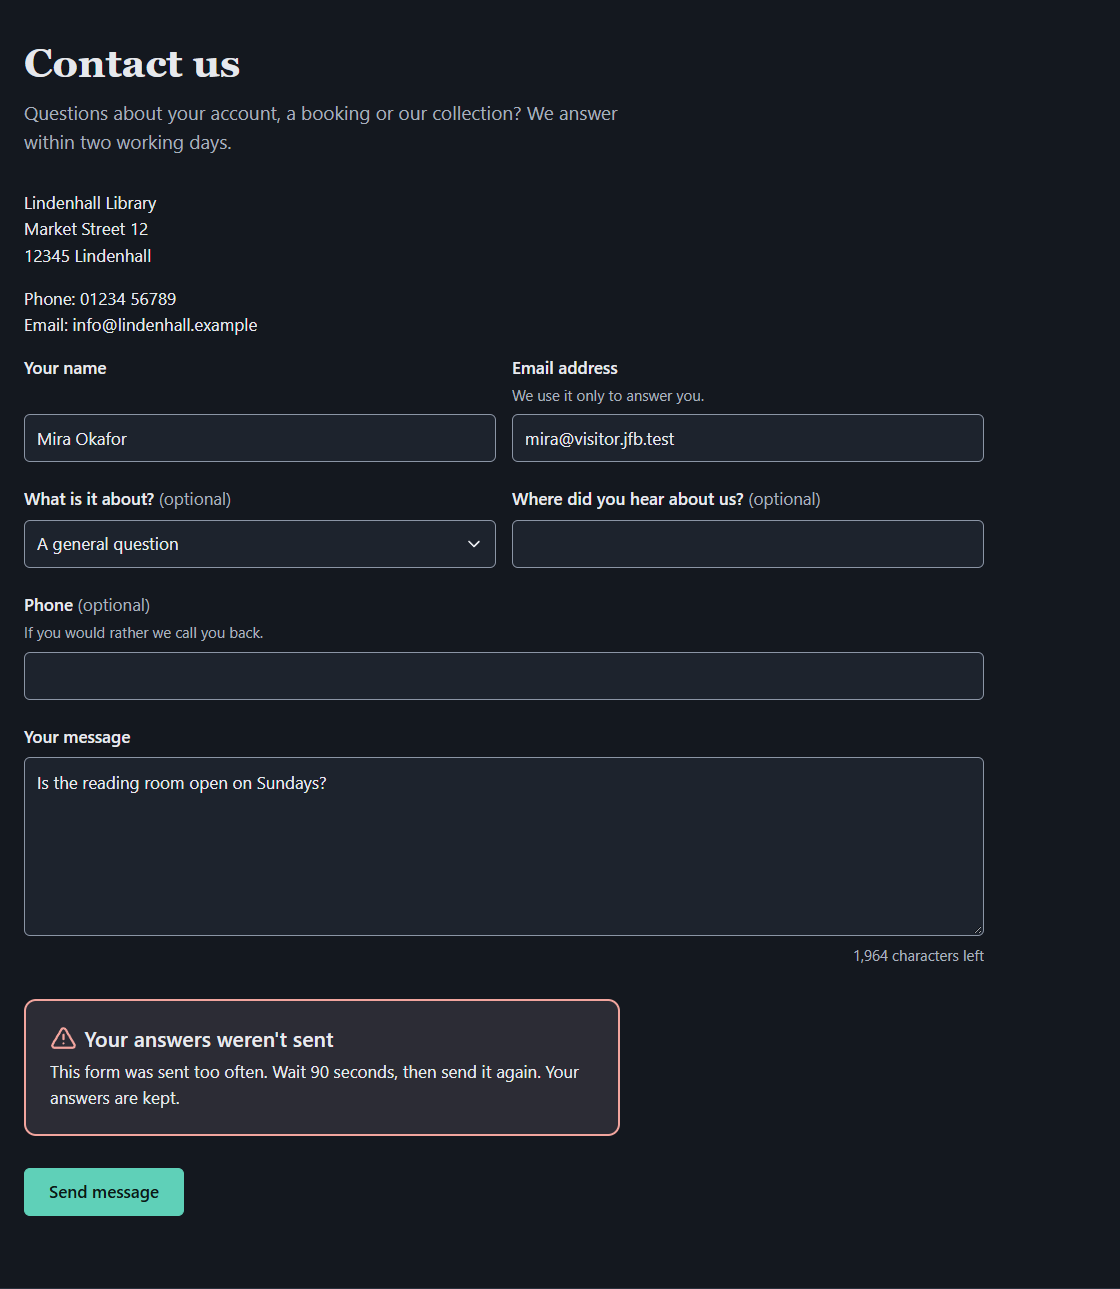 Contact us
Questions about your account, a booking or our collection? We answer
within two working days.
Lindenhall Library
Market Street 12
12345 Lindenhall
Phone: 01234 56789
Email: info@lindenhall.example
Your name
Email address
We use it only to answer you.
Mira Okafor
mira@visitor.jfb.test
What is it about? (optional)
Where did you hear about us? (optional)
A general question
Phone (optional)
If you would rather we call you back.
Your message
Is the reading room open on Sundays?
1,964 characters left
Your answers weren't sent
This form was sent too often. Wait 90 seconds, then send it again. Your
answers are kept.
Send message